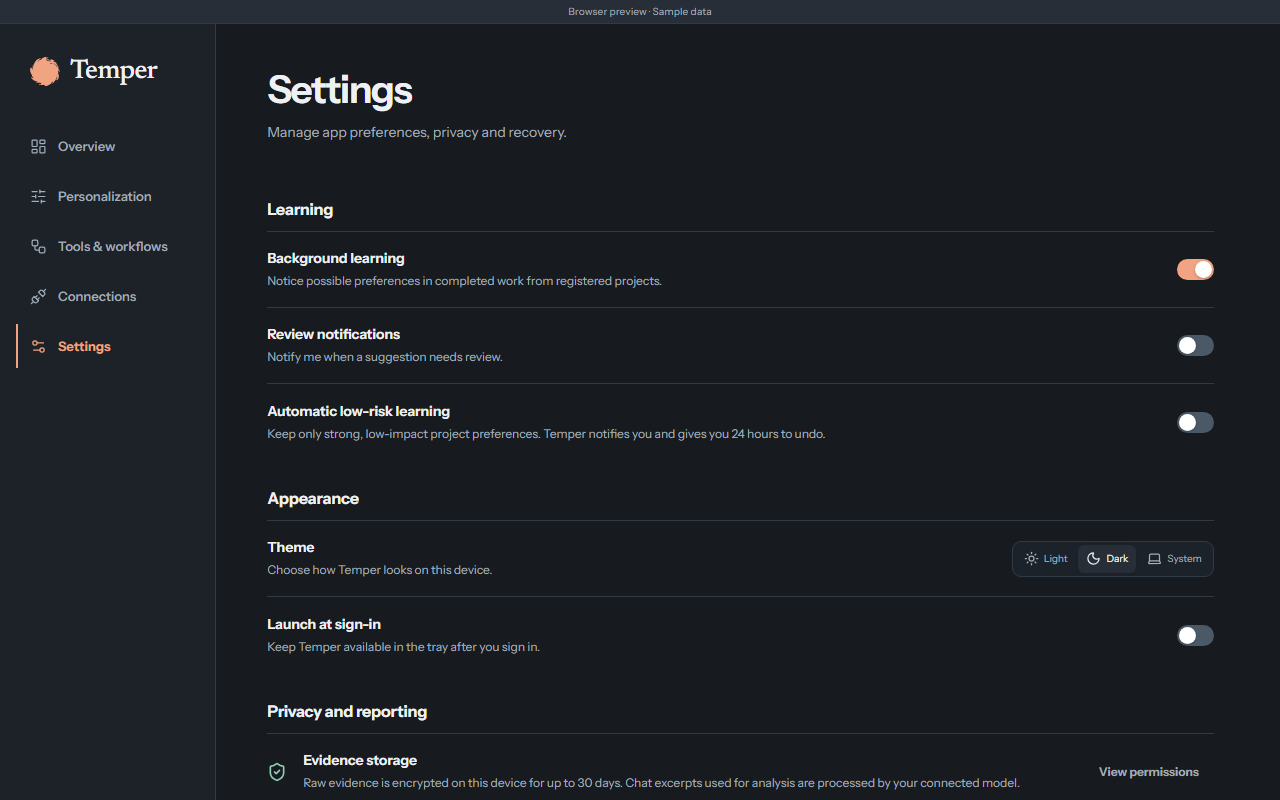 Browser preview · Sample data
Temper
Overview
Personalization
Tools & workflows
Connections
Settings
Settings
Manage app preferences, privacy and recovery.
Learning
Background learning
Notice possible preferences in completed work from registered projects.
Review notifications
Notify me when a suggestion needs review.
Automatic low-risk learning
Keep only strong, low-impact project preferences. Temper notifies you and gives you 24 hours to undo.
Appearance
Theme
Choose how Temper looks on this device.
Light Dark System
Launch at sign-in
Keep Temper available in the tray after you sign in.
Privacy and reporting
Evidence storage
Raw evidence is encrypted on this device for up to 30 days. Chat excerpts used for analysis are processed by your connected model.
View permissions